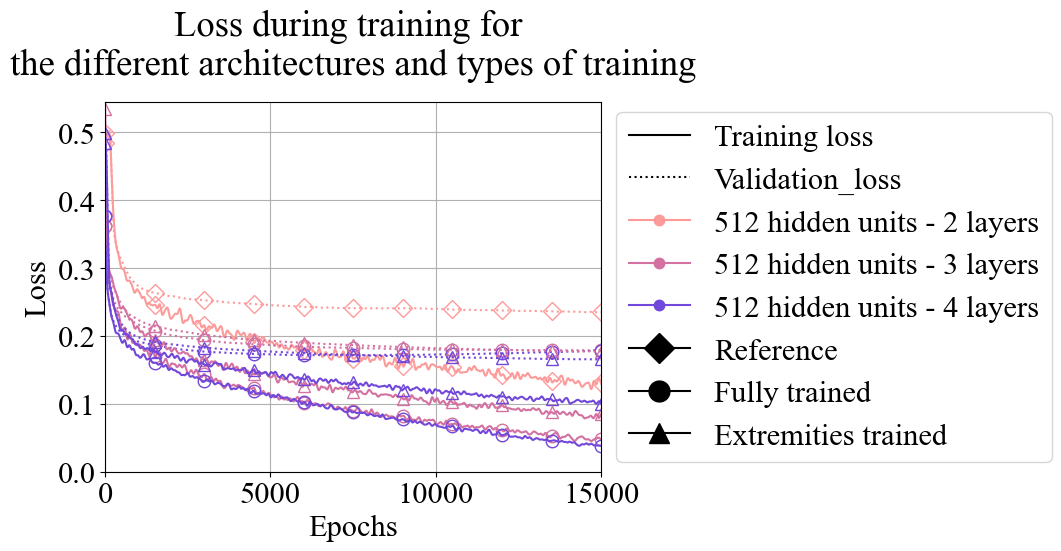 Loss during training for
the different architectures and types of training
0.5
0.4
0.3
0.2
0.1
0.0
Loss
0
5000
10000
15000
Epochs
Training loss
Validation_loss
512 hidden units - 2 layers
512 hidden units - 3 layers
512 hidden units - 4 layers
Reference
Fully trained
Extremities trained